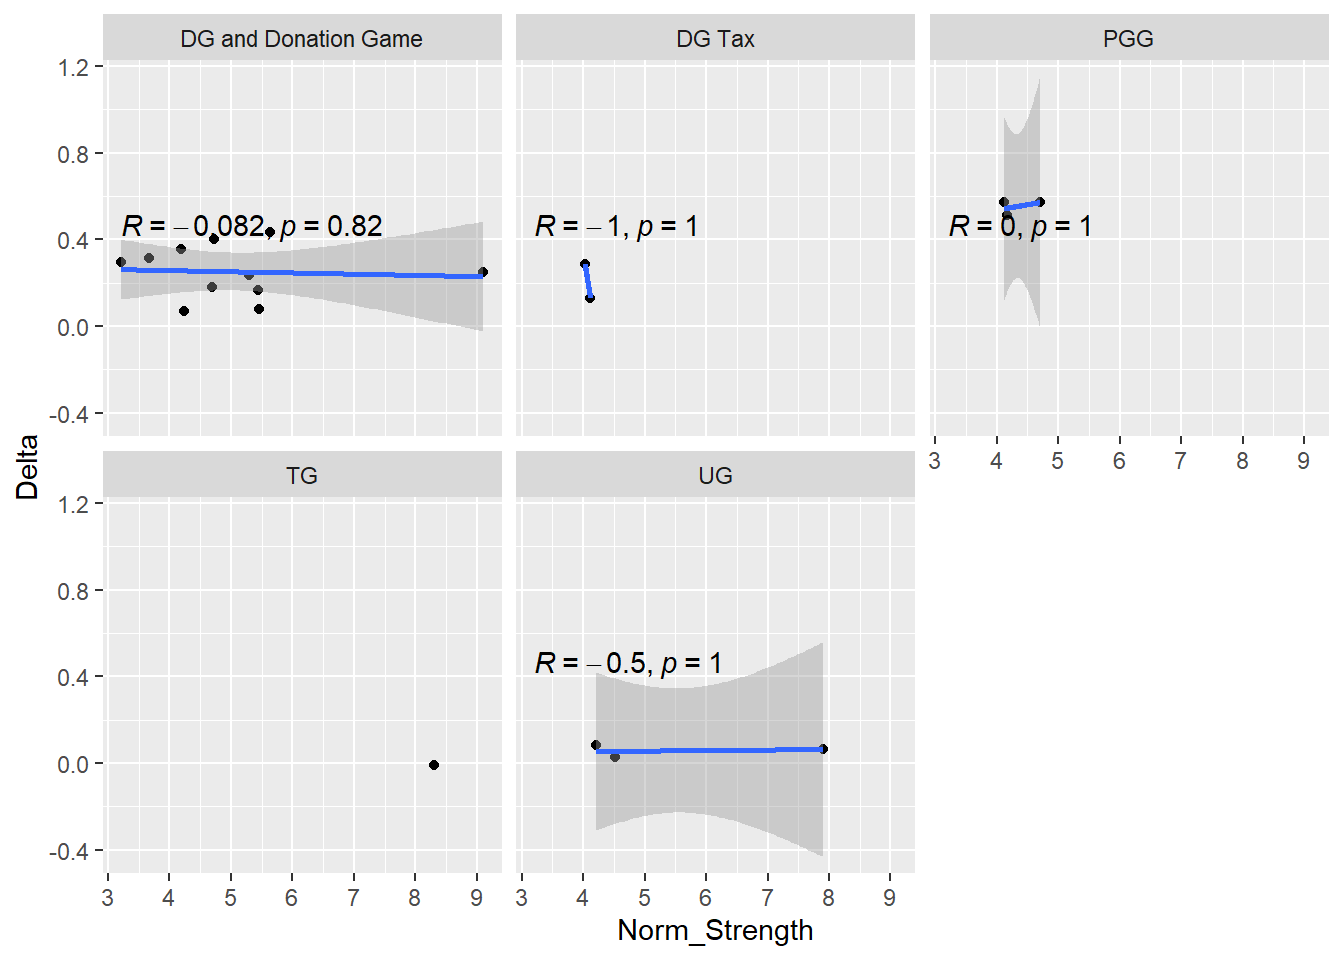 DG and Donation Game
DG Tax
PGG
1.2
0.8
0.4
0.0
-0.4
R = −0.082, p = 0.82
R = −1, p = 1
R = 0, p = 1
3 4 5 6 7 8 9
TG
UG
1.2
0.8
0.4
0.0
-0.4
R = −0.5, p = 1
3 4 5 6 7 8 9
3 4 5 6 7 8 9
Delta
Norm_Strength